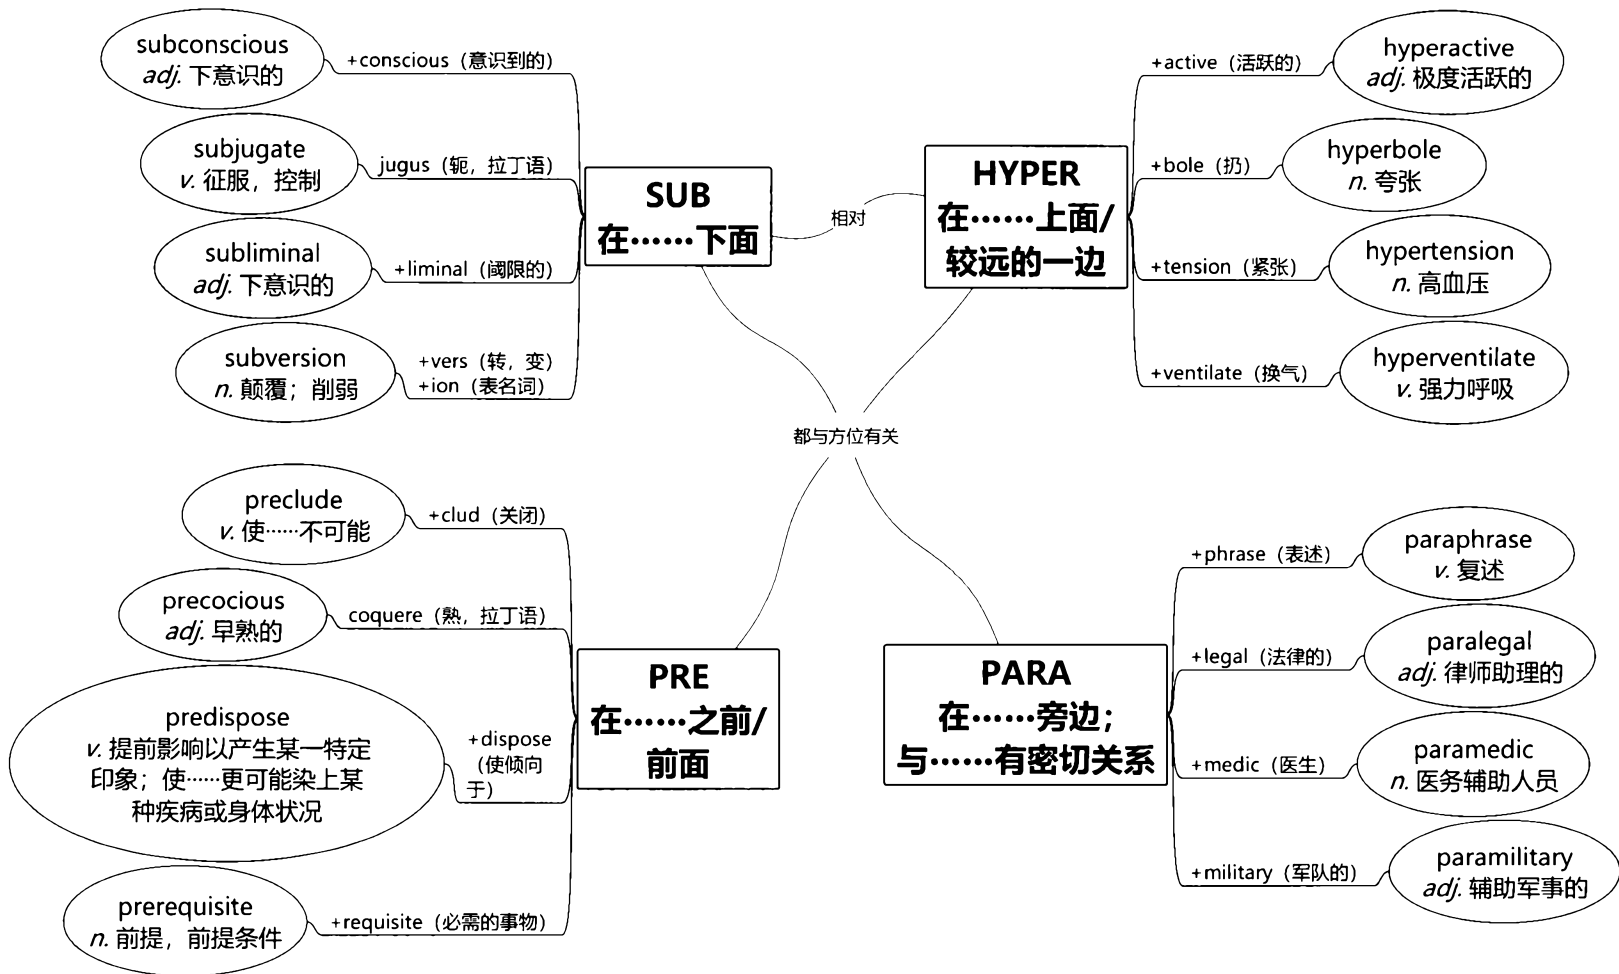 subconscious
adj. 下意识的
+conscious（意识到的）
subjugate
v. 征服，控制
jugus（轭，拉丁语）
subliminal
adj. 下意识的
+liminal（阈限的）
subversion
n. 颠覆；削弱
+vers（转，变）
+ion（表名词）
SUB
在……下面
相对
HYPER
在……上面/
较远的一边
+active（活跃的）
hyperactive
adj. 极度活跃的
+bole（扔）
hyperbole
n. 夸张
+tension（紧张）
hypertension
n. 高血压
+ventilate（换气）
hyperventilate
v. 强力呼吸
都与方位有关
preclude
v. 使……不可能
+clud（关闭）
precocious
adj. 早熟的
coquere（熟，拉丁语）
predispose
v. 提前影响以产生某一特定
印象；使……更可能染上某
种疾病或身体状况
+dispose
（使倾向
于）
prerequisite
n. 前提，前提条件
+requisite（必需的事物）
PRE
在……之前/
前面
PARA
在……旁边；
与……有密切关系
+phrase（表述）
paraphrase
v. 复述
+legal（法律的）
paralegal
adj. 律师助理的
+medic（医生）
paramedic
n. 医务辅助人员
+military（军队的）
paramilitary
adj. 辅助军事的